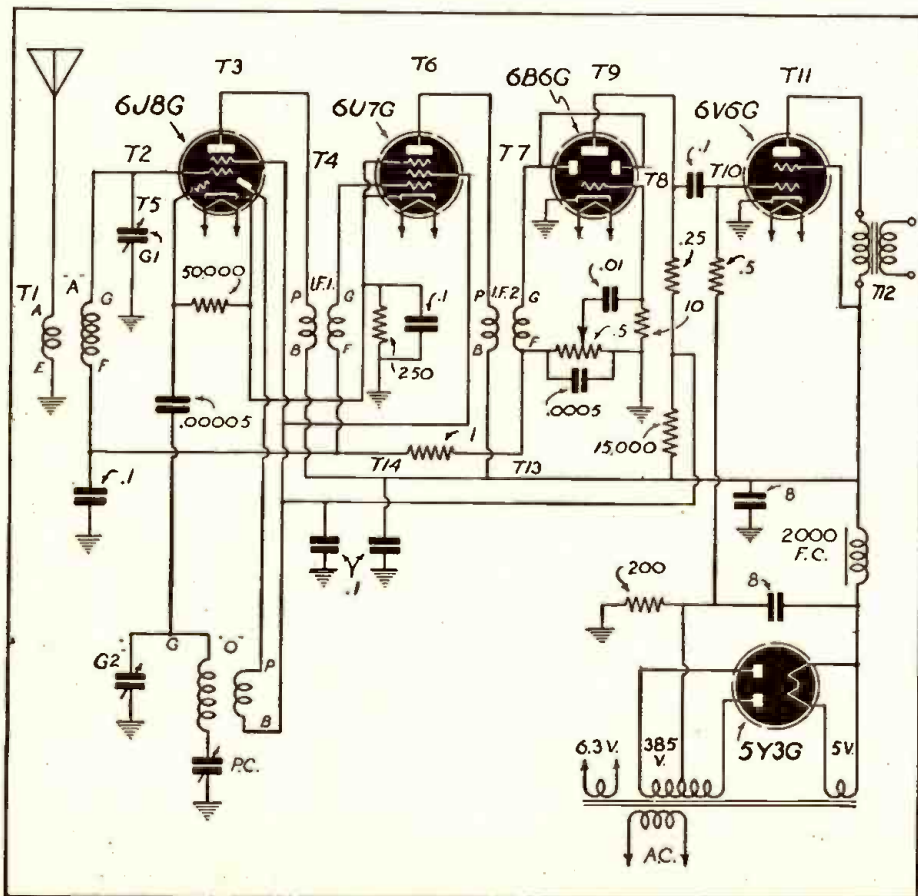 T3
T6
T9
T11
6J8G
6U7G
6B6G
6V6G
T2
T4
T7
T8
T10
.1
T5
G1
50,000
.01
.25
.5
"A"
T1
A
E
G
F
P
I.F.1.
G
B
F
.1
250
P
I.F.2
G
B
F
.5
10
T12
.00005
.0005
15,000
.1
T14
T13
.1
8
2000
F.C.
.1
200
8
G2
G
"O"
P
B
P.C.
6.3 V.
385
V.
5Y3G
5V.
A.C.